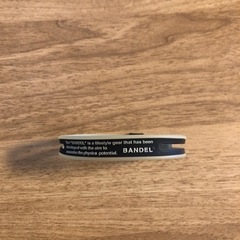 The "BANDEL" is a lifestyle gear that has been
developed with the aim to
maximize the physical potential. BANDEL